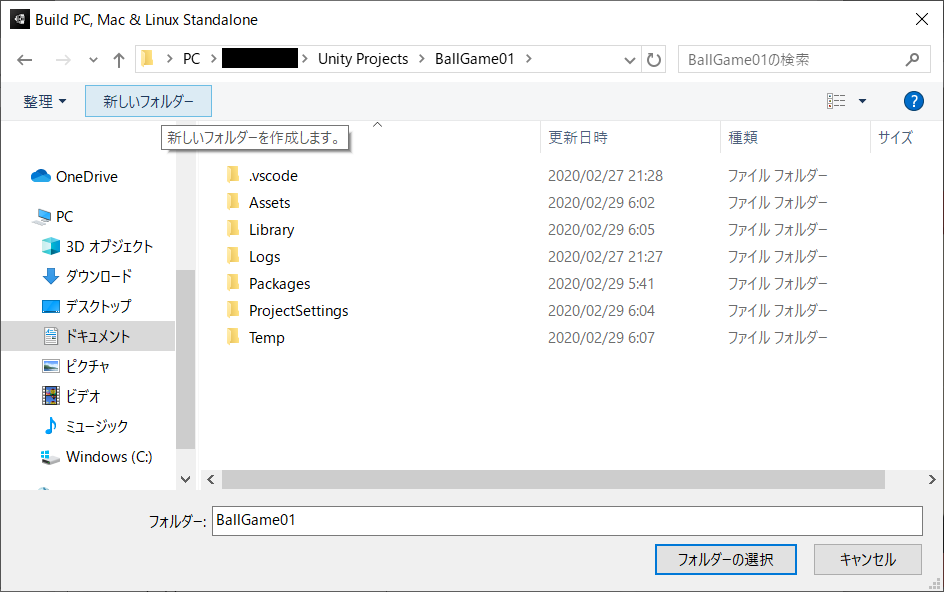 Build PC, Mac & Linux Standalone
PC Unity Projects BallGame01
BallGame01の検索
整理 新しいフォルダー
新しいフォルダーを作成します。
更新日時 種類 サイズ
OneDrive
PC
3D オブジェクト
ダウンロード
デスクトップ
ドキュメント
ピクチャ
ビデオ
ミュージック
Windows (C:)
.vscode 2020/02/27 21:28 ファイル フォルダー
Assets 2020/02/29 6:02 ファイル フォルダー
Library 2020/02/29 6:05 ファイル フォルダー
Logs 2020/02/27 21:27 ファイル フォルダー
Packages 2020/02/29 5:41 ファイル フォルダー
ProjectSettings 2020/02/29 6:04 ファイル フォルダー
Temp 2020/02/29 6:07 ファイル フォルダー
フォルダー: BallGame01
フォルダーの選択 キャンセル